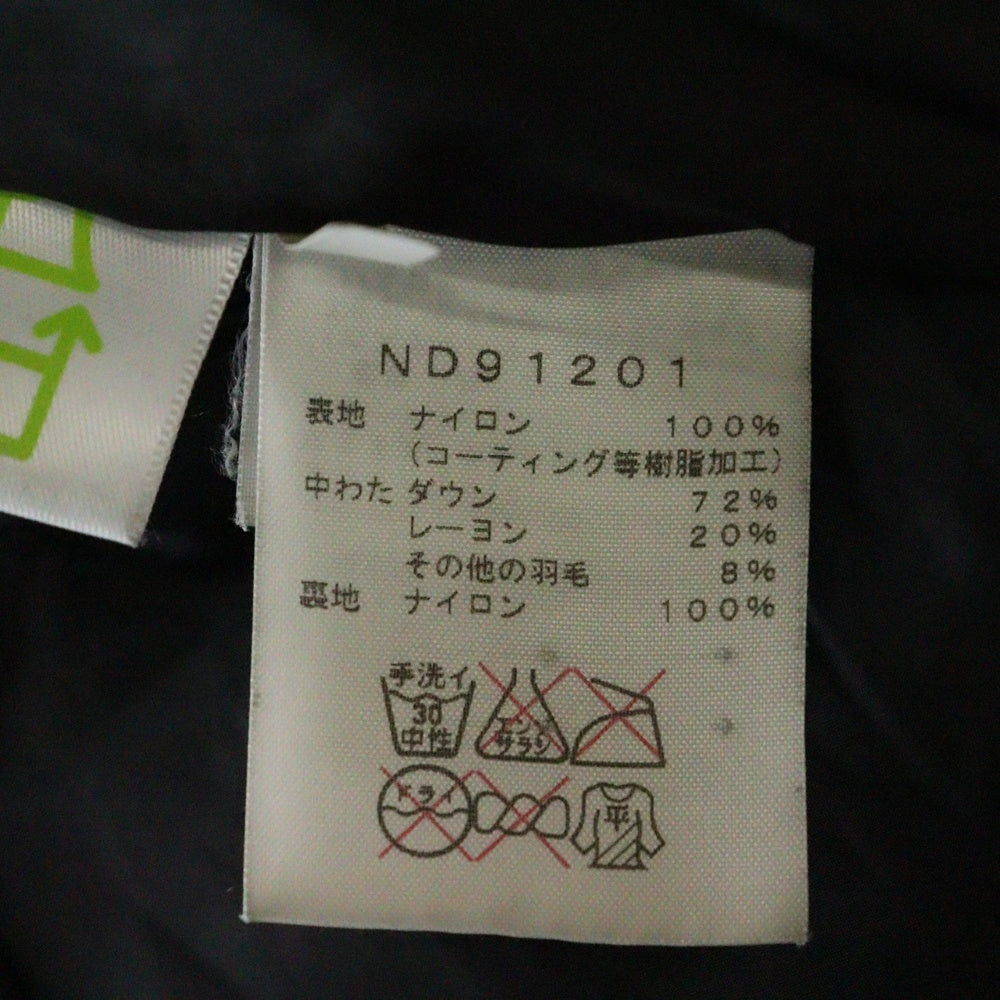 ND91201
表地 ナイロン 100%
(コーティング等樹脂加工)
中わた ダウン 72%
レーヨン 20%
その他の羽毛 8%
裏地 ナイロン 100%
手洗イ
30
中性
エンソ
サラシ
ドライ
平